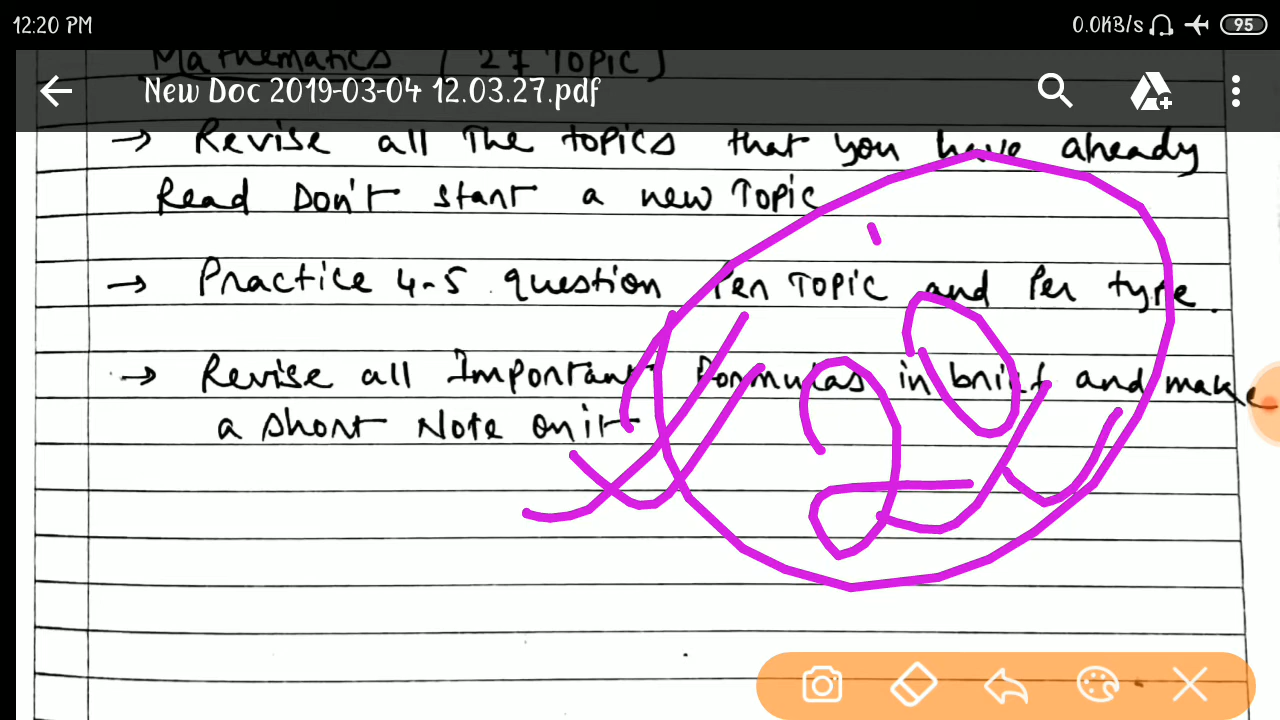 12:20 PM 0.0KB/s 95
Mathematics (27 Topic)
New Doc 2019-03-04 12.03.27.pdf
→ Revise all The topics that you have already
Read Don't start a new Topic
→ Practice 4-5 question Per Topic and Per type.
→ Revise all Important Formulas in brief and make
a short Note on it